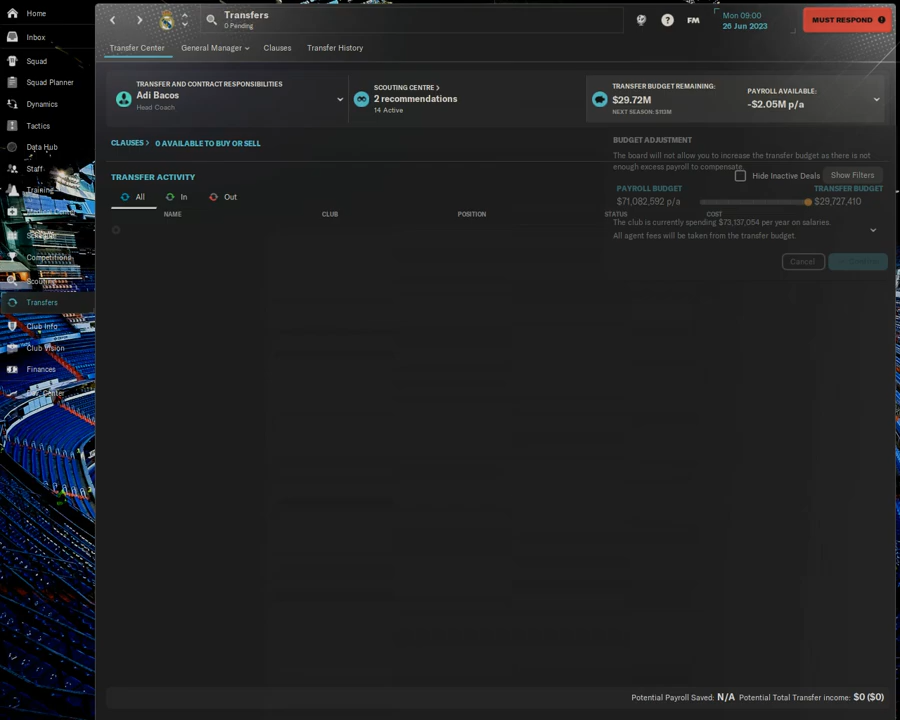 Home
Inbox
Squad
Squad Planner
Dynamics
Tactics
Data Hub
Staff
Training
Competitions
Scouting
Transfers
Club Info
Club Vision
Finances
Transfers
0 Pending
FM
Mon 09:00
26 Jun 2023
MUST RESPOND
Transfer Center
General Manager
Clauses
Transfer History
TRANSFER AND CONTRACT RESPONSIBILITIES
Adi Bacos
Head Coach
SCOUTING CENTRE >
2 recommendations
14 Active
TRANSFER BUDGET REMAINING:
$29.72M
NEXT SEASON: $113M
PAYROLL AVAILABLE:
-$2.05M p/a
CLAUSES > 0 AVAILABLE TO BUY OR SELL
BUDGET ADJUSTMENT
The board will not allow you to increase the transfer budget as there is not
enough excess payroll to compensate.
Hide Inactive Deals
Show Filters
TRANSFER ACTIVITY
All
In
Out
PAYROLL BUDGET
TRANSFER BUDGET
$71,082,592 p/a
$29,727,410
NAME
CLUB
POSITION
STATUS
COST
The club is currently spending $73,137,054 per year on salaries.
All agent fees will be taken from the transfer budget.
Cancel
Potential Payroll Saved: N/A Potential Total Transfer income: $0 ($0)